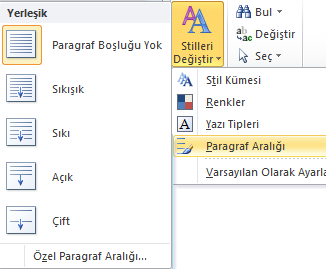 Yerleşik
Paragraf Boşluğu Yok
Sıkışık
Sıkı
Açık
Çift
Özel Paragraf Aralığı...
Stilleri
Değiştir
Bul
Değiştir
Seç
Stil Kümesi
Renkler
Yazı Tipleri
Paragraf Aralığı
Varsayılan Olarak Ayarla